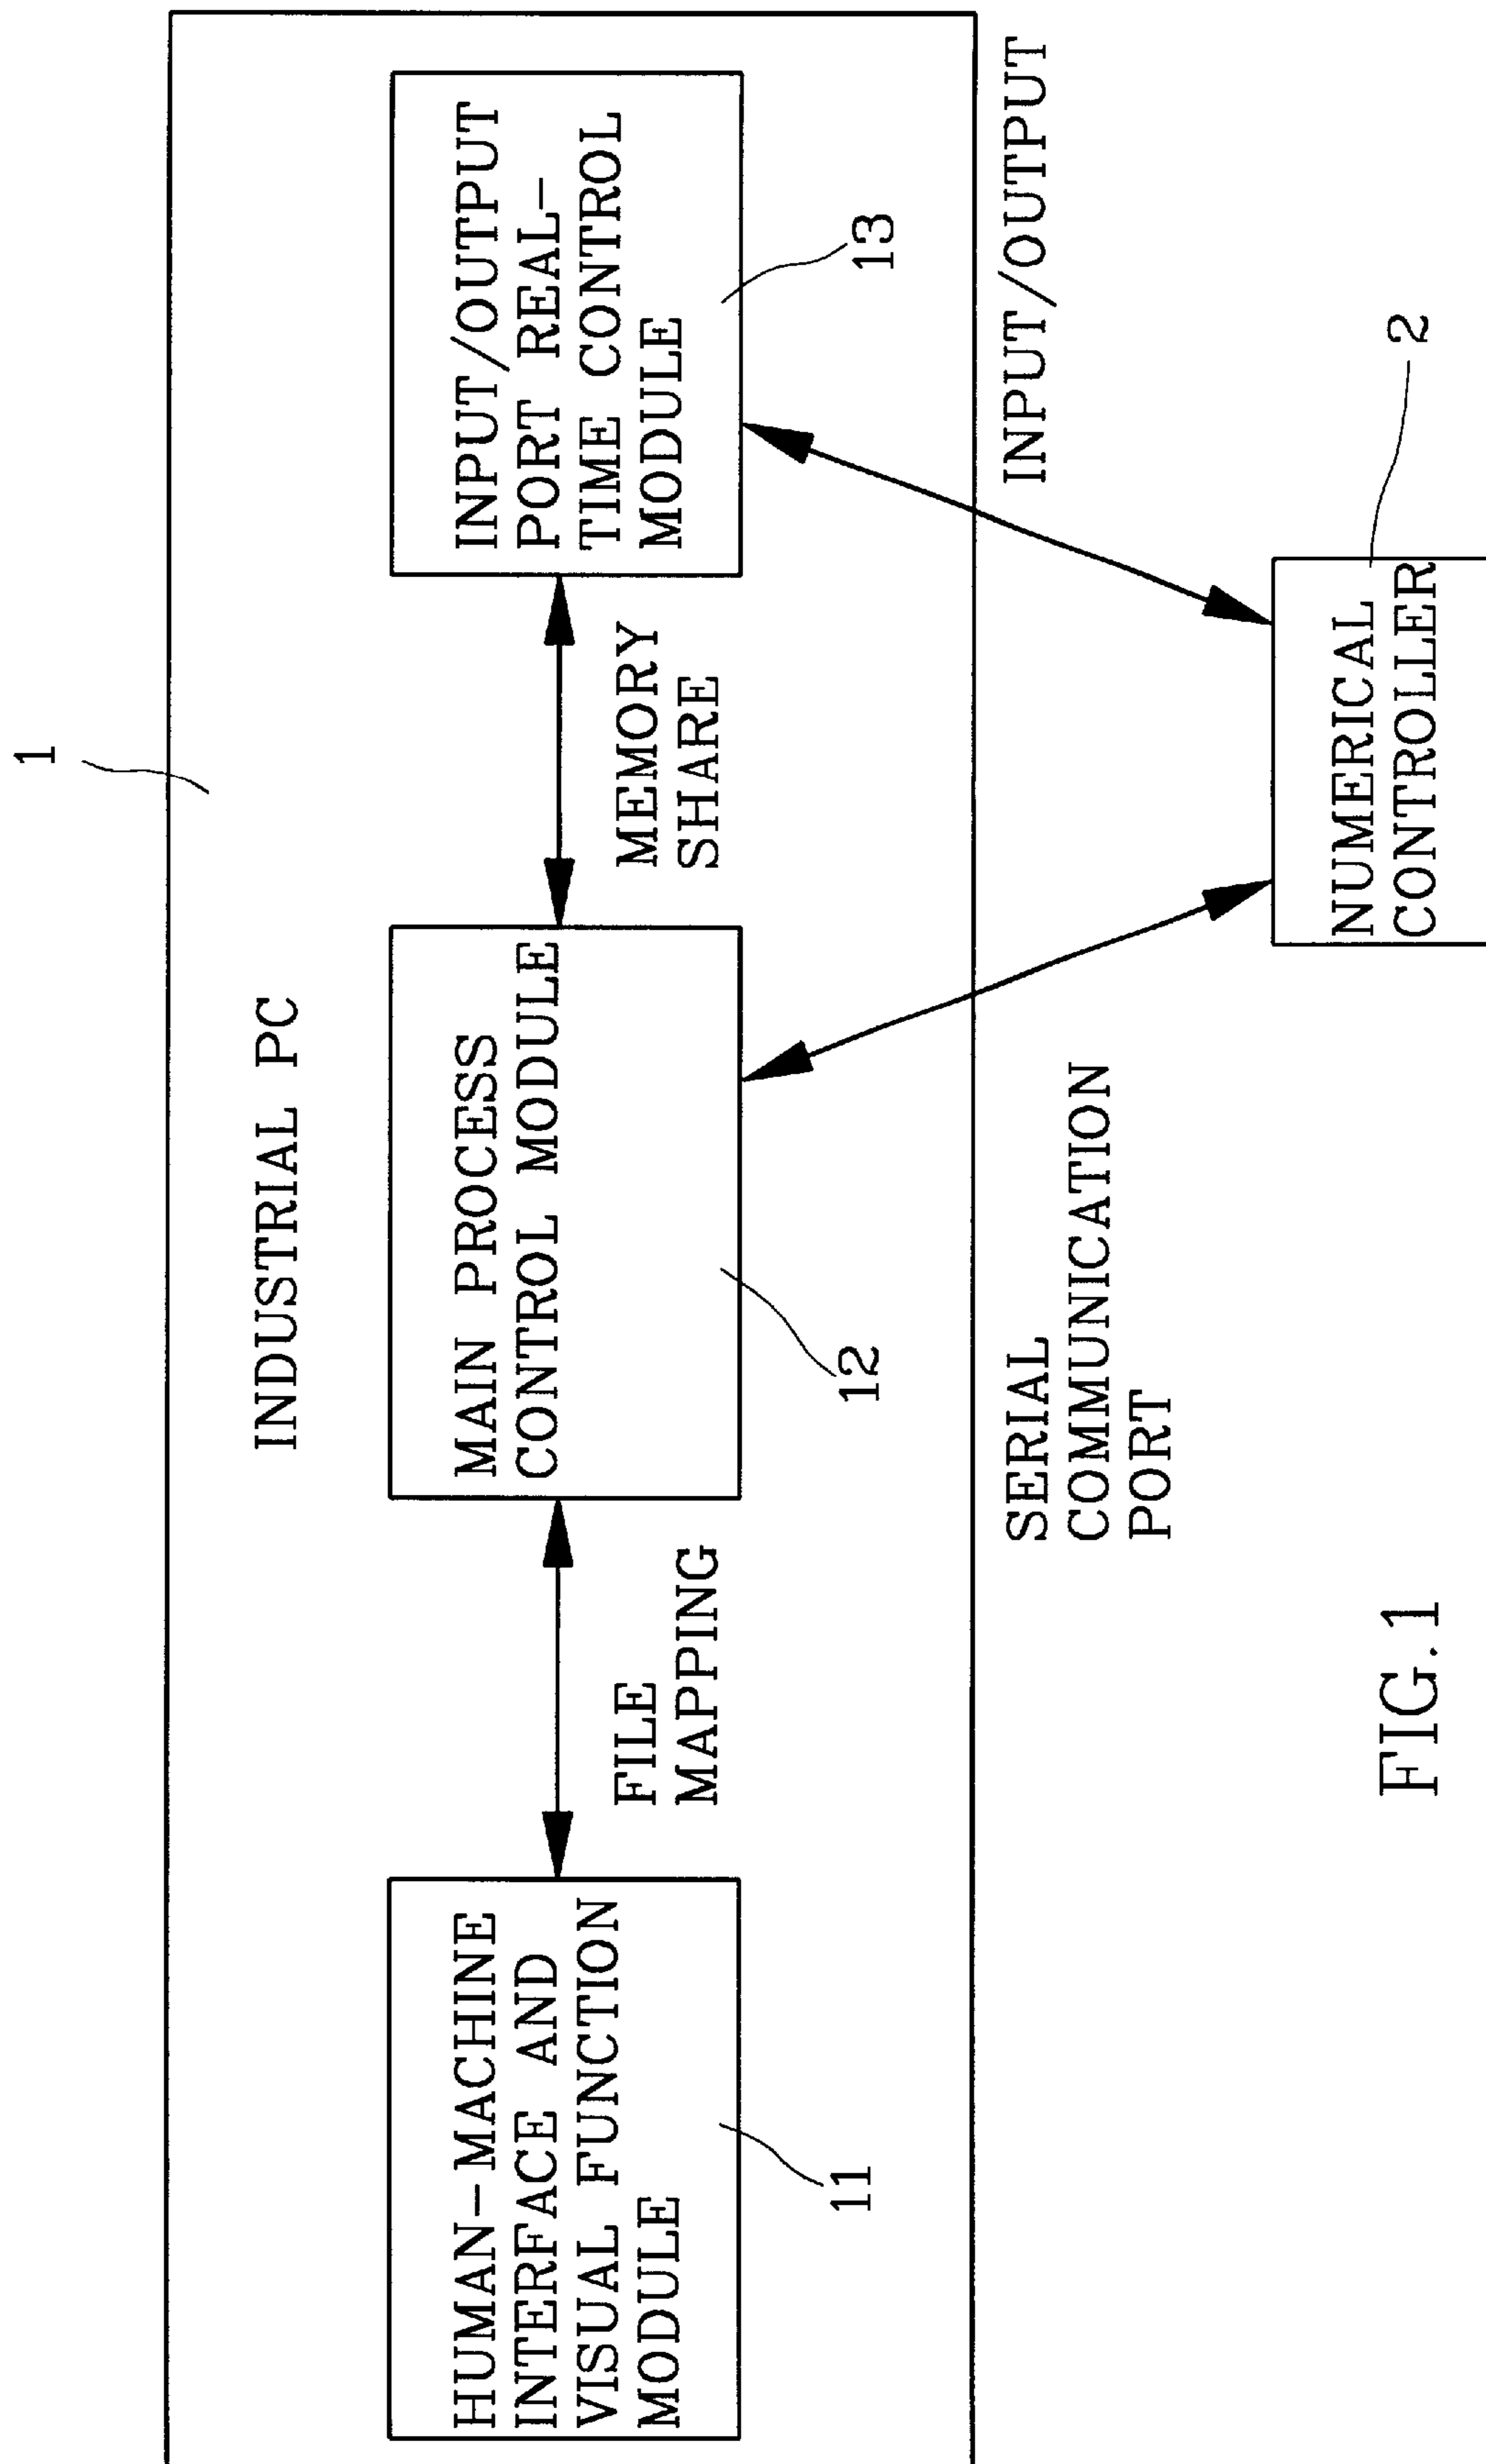 1
INDUSTRIAL PC
HUMAN-MACHINE
INTERFACE AND
VISUAL FUNCTION
MODULE
11
FILE
MAPPING
MAIN PROCESS
CONTROL MODULE
12
MEMORY
SHARE
INPUT/OUTPUT
PORT REAL-
TIME CONTROL
MODULE
13
SERIAL
COMMUNICATION
PORT
INPUT/OUTPUT
NUMERICAL
CONTROLLER
2
FIG.1